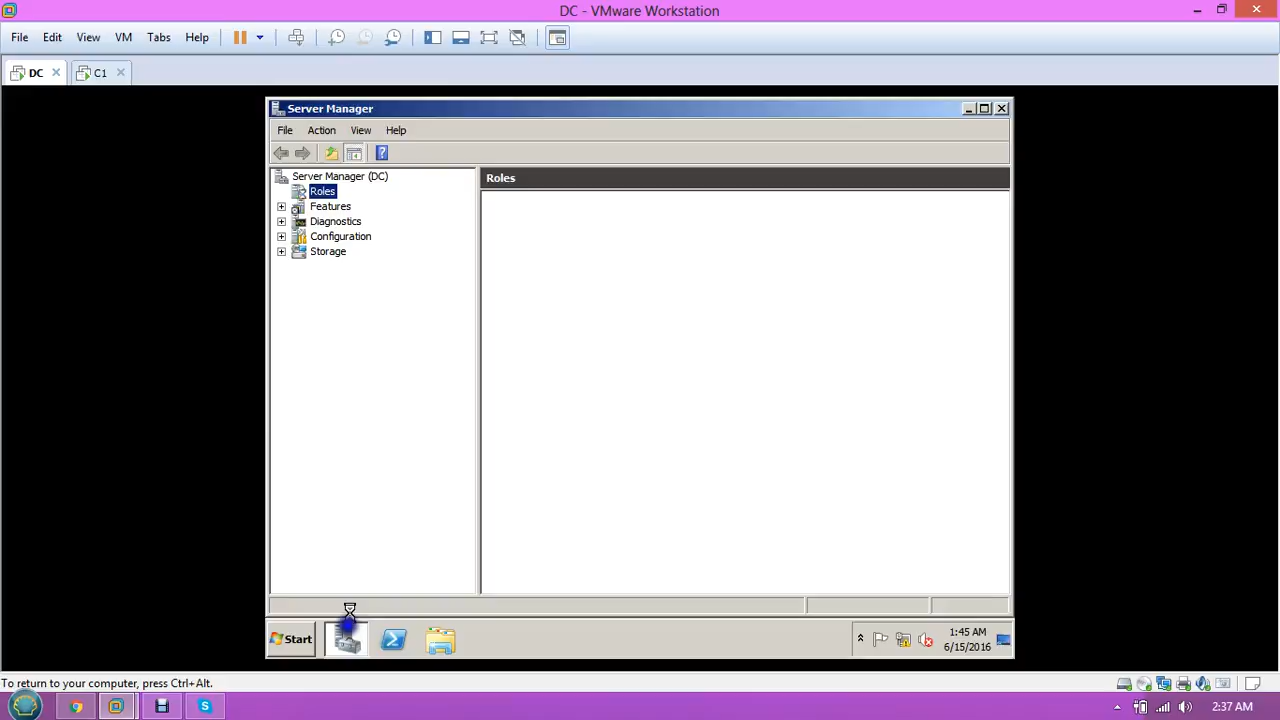 DC - VMware Workstation
File Edit View VM Tabs Help
DC C1
Server Manager
File Action View Help
Server Manager (DC)
Roles
Features
Diagnostics
Configuration
Storage
Roles
Start
1:45 AM
6/15/2016
To return to your computer, press Ctrl+Alt.
2:37 AM